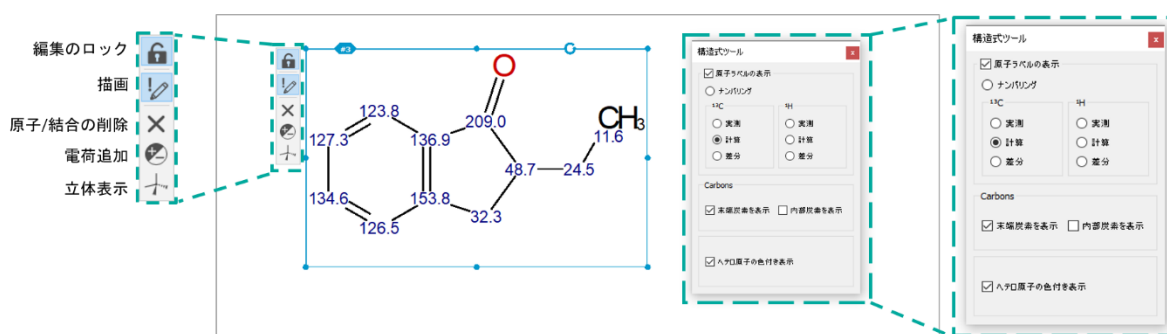 編集のロック
描画
原子/結合の削除
電荷追加
立体表示
#3
O
CH3
123.8
127.3
136.9
209.0
11.6
48.7
24.5
134.6
153.8
32.3
126.5
構造式ツール
x
原子ラベルの表示
ナンバリング
13C
1H
実測
実測
計算
計算
差分
差分
Carbons
末端炭素を表示
内部炭素を表示
ヘテロ原子の色付き表示
構造式ツール
x
原子ラベルの表示
ナンバリング
13C
1H
実測
実測
計算
計算
差分
差分
Carbons
末端炭素を表示
内部炭素を表示
ヘテロ原子の色付き表示